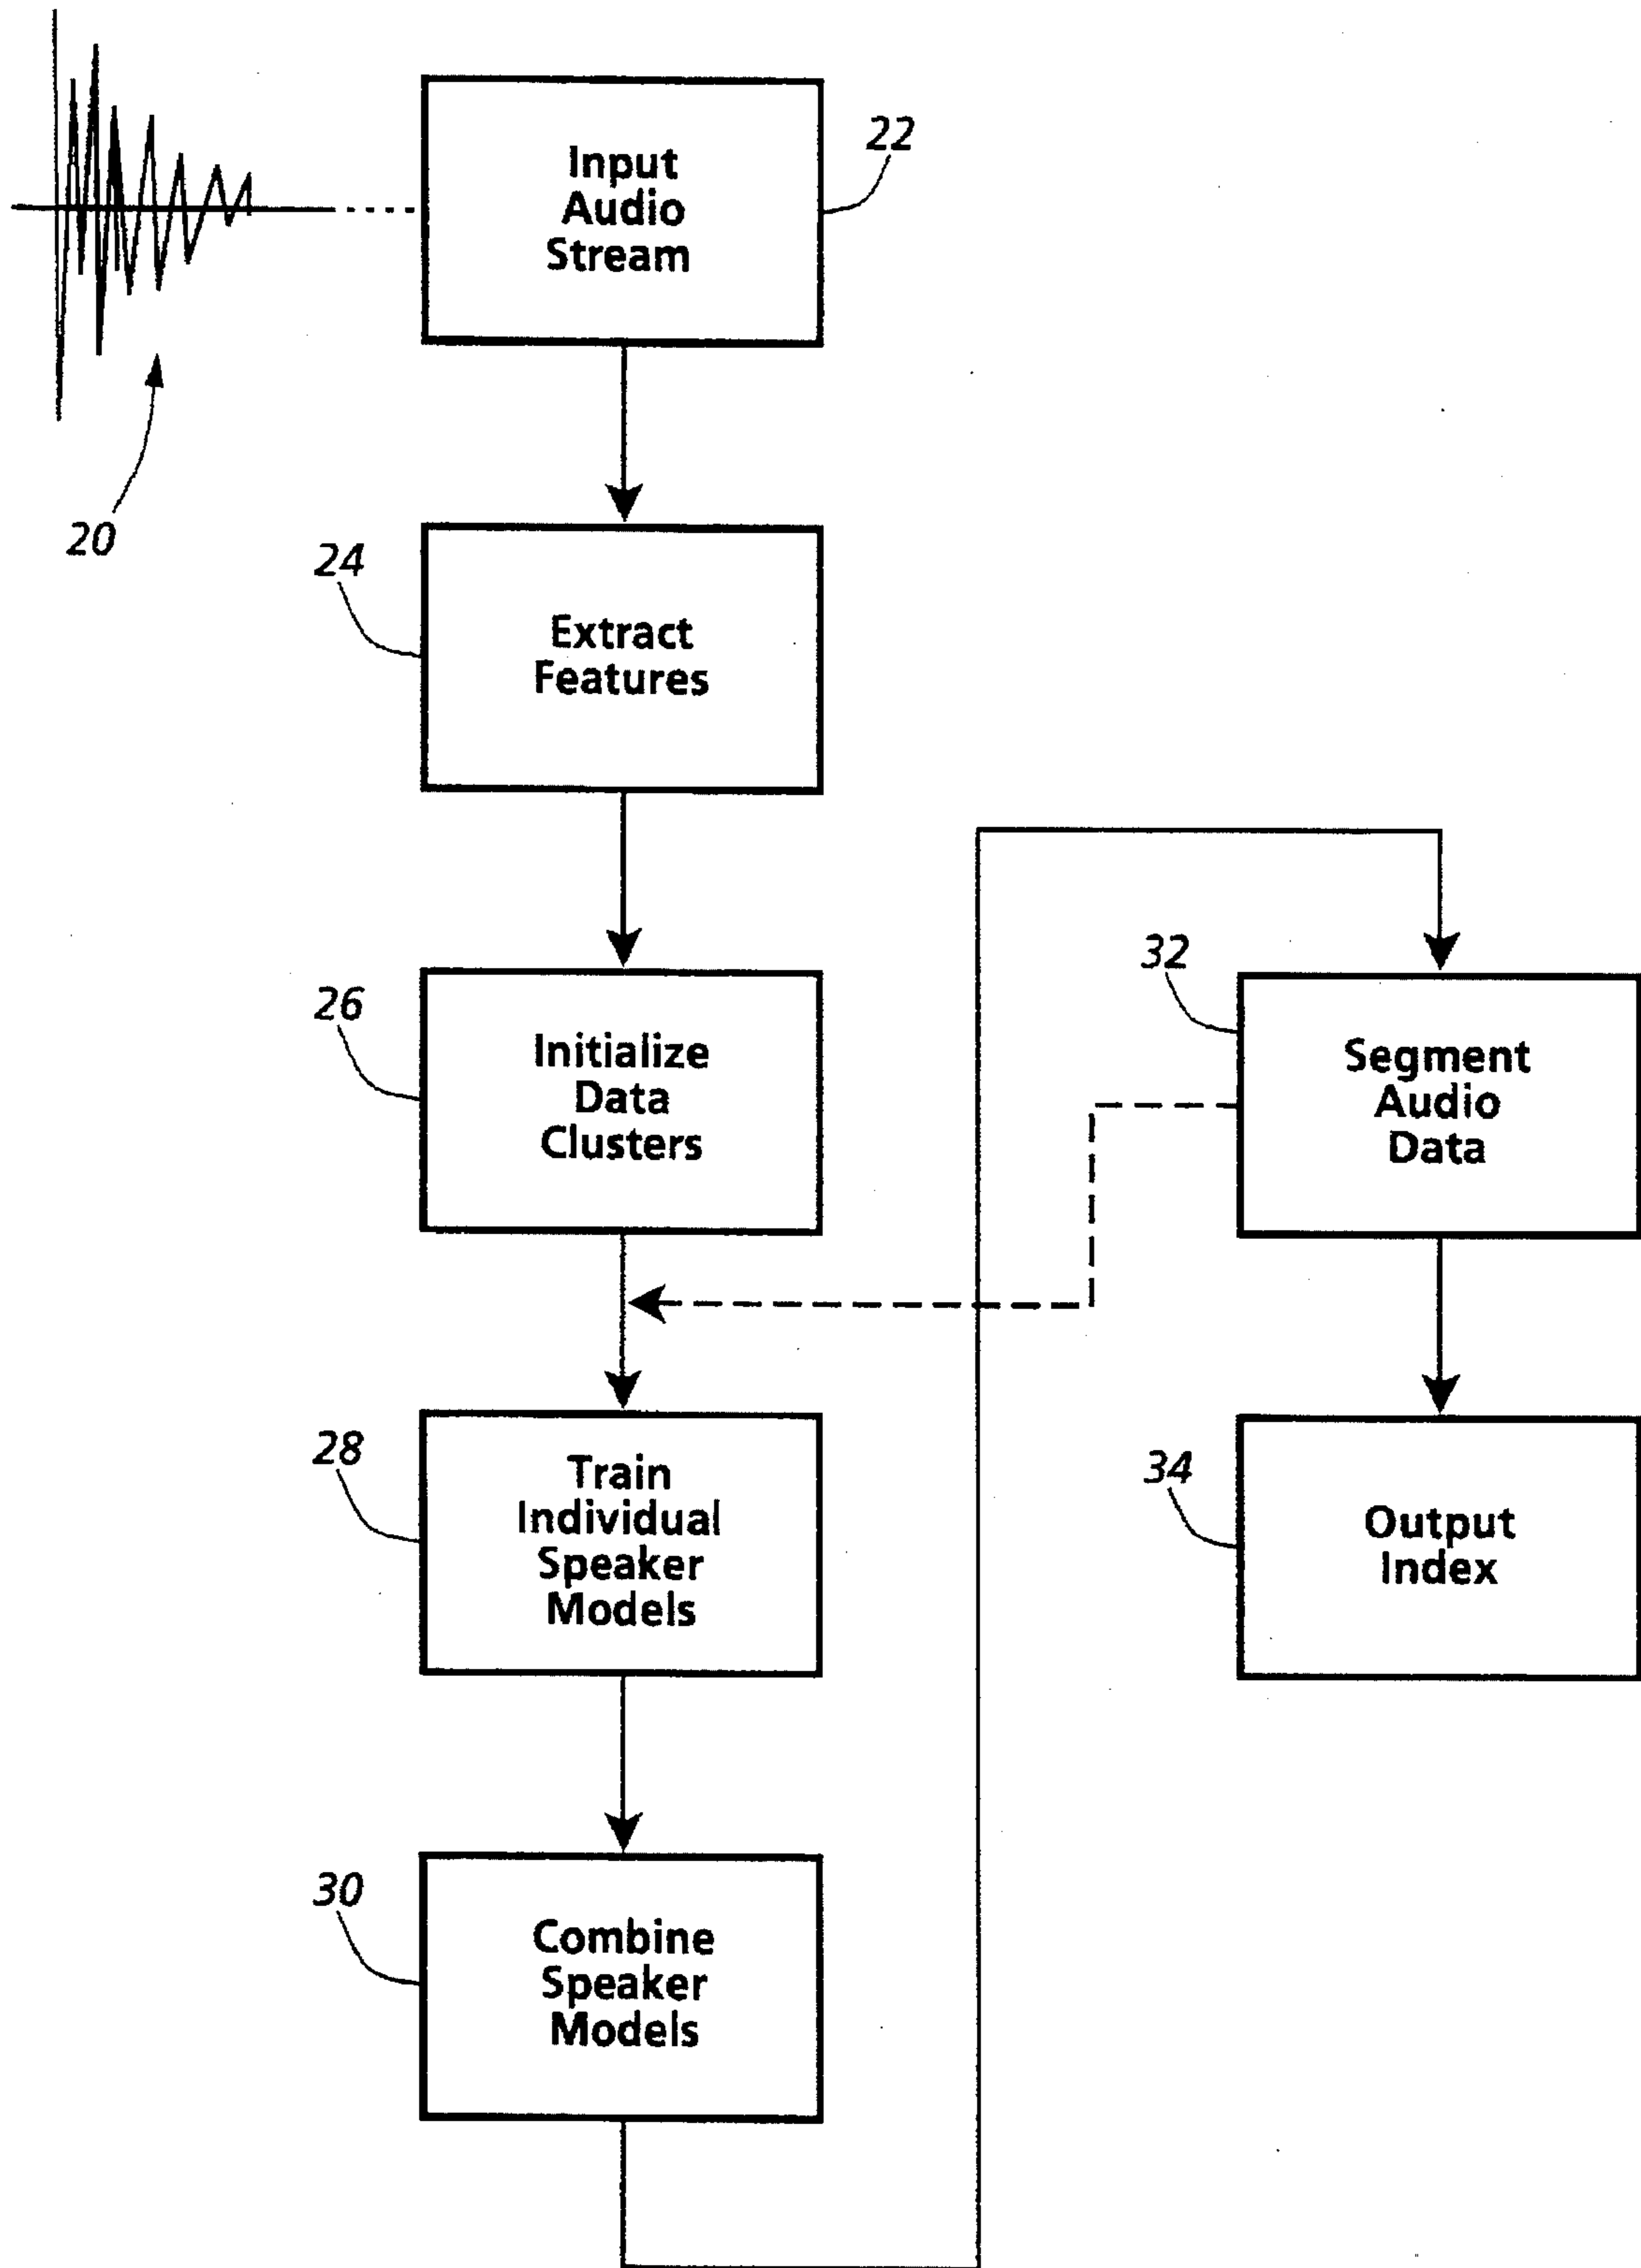 22
Input
Audio
Stream
20
24
Extract
Features
26
Initialize
Data
Clusters
28
Train
Individual
Speaker
Models
30
Combine
Speaker
Models
32
Segment
Audio
Data
34
Output
Index